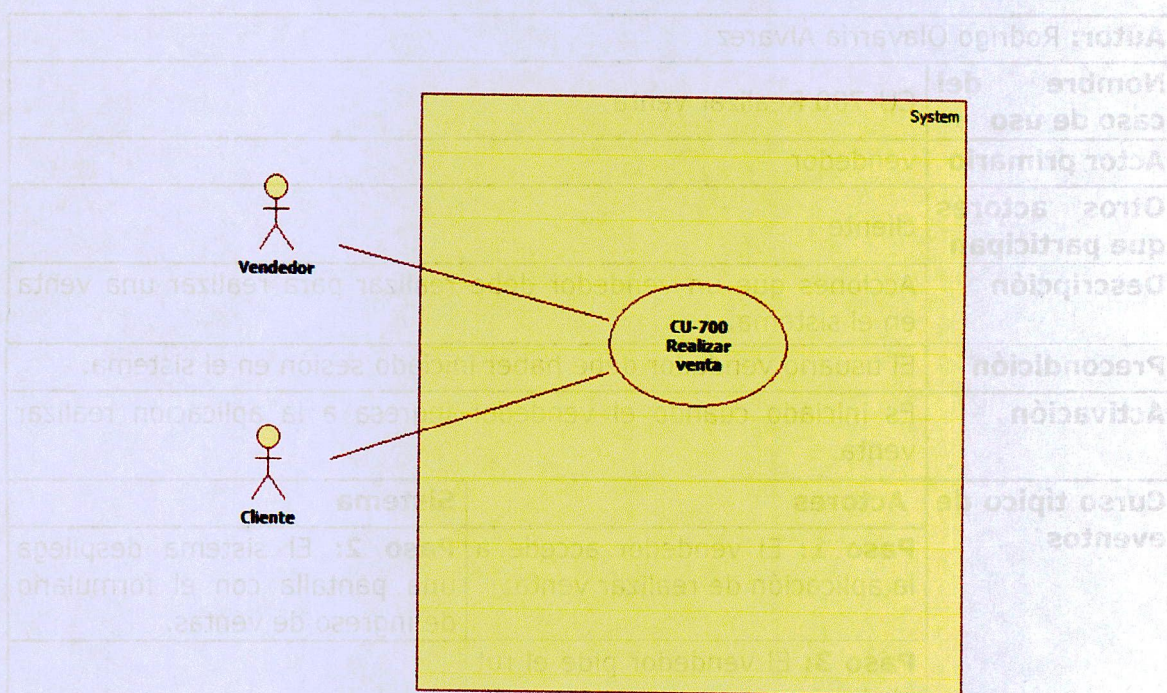 System
Vendedor
CU-700
Realizar
venta
Cliente
Autor: Rodrigo Olavarría Alvarez
Nombre del
caso de uso
CU-700 Realizar venta
Actor primario vendedor
Otros actores
que participan
cliente
Descripción Acciones que el vendedor debe realizar para realizar una venta
en el sistema.
Precondición El usuario vendedor debe haber iniciado sesión en el sistema.
Activación Es iniciado cuando el vendedor ingresa a la aplicación realizar
venta.
Curso típico de Actores Sistema
eventos
Paso 1: El vendedor accede a Paso 2: El sistema despliega
la aplicación de realizar venta. una pantalla con el formulario
de ingreso de ventas.
Paso 3: El vendedor pide el rut